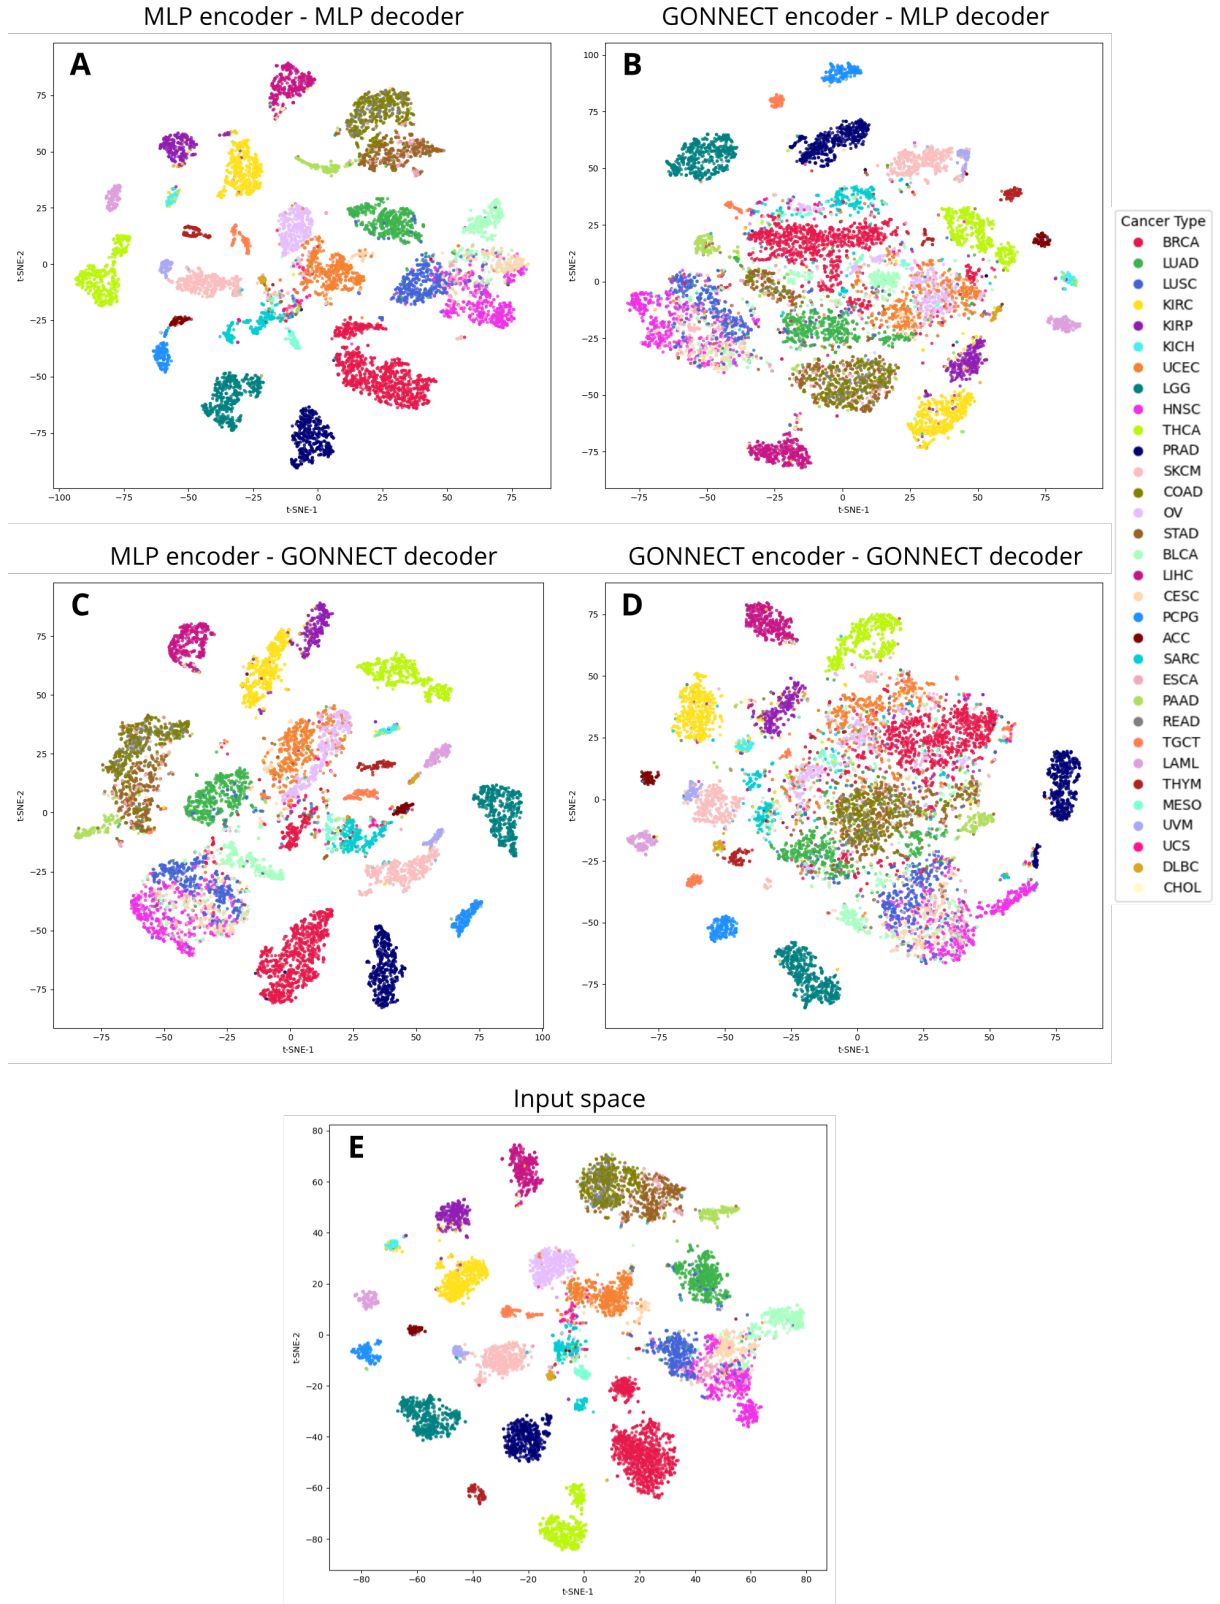 MLP encoder - MLP decoder
A
75
50
25
0
−25
−50
−75
t-SNE-2
−100 −75 −50 −25 0 25 50 75
t-SNE-1
GONNECT encoder - MLP decoder
B
100
75
50
25
0
−25
−50
−75
t-SNE-2
−75 −50 −25 0 25 50 75
t-SNE-1
Cancer Type
BRCA
LUAD
LUSC
KIRC
KIRP
KICH
UCEC
LGG
HNSC
THCA
PRAD
SKCM
COAD
OV
STAD
BLCA
LIHC
CESC
PCPG
ACC
SARC
ESCA
PAAD
READ
TGCT
LAML
THYM
MESO
UVM
UCS
DLBC
CHOL
MLP encoder - GONNECT decoder
C
75
50
25
0
−25
−50
−75
t-SNE-2
−75 −50 −25 0 25 50 75 100
t-SNE-1
GONNECT encoder - GONNECT decoder
D
75
50
25
0
−25
−50
−75
t-SNE-2
−75 −50 −25 0 25 50 75
t-SNE-1
Input space
E
80
60
40
20
0
−20
−40
−60
−80
t-SNE-2
−80 −60 −40 −20 0 20 40 60 80
t-SNE-1